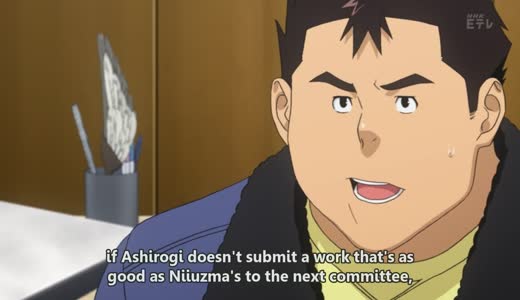 NHK
Eテレ
if Ashirogi doesn't submit a work that's as
good as Niiuzma's to the next committee,